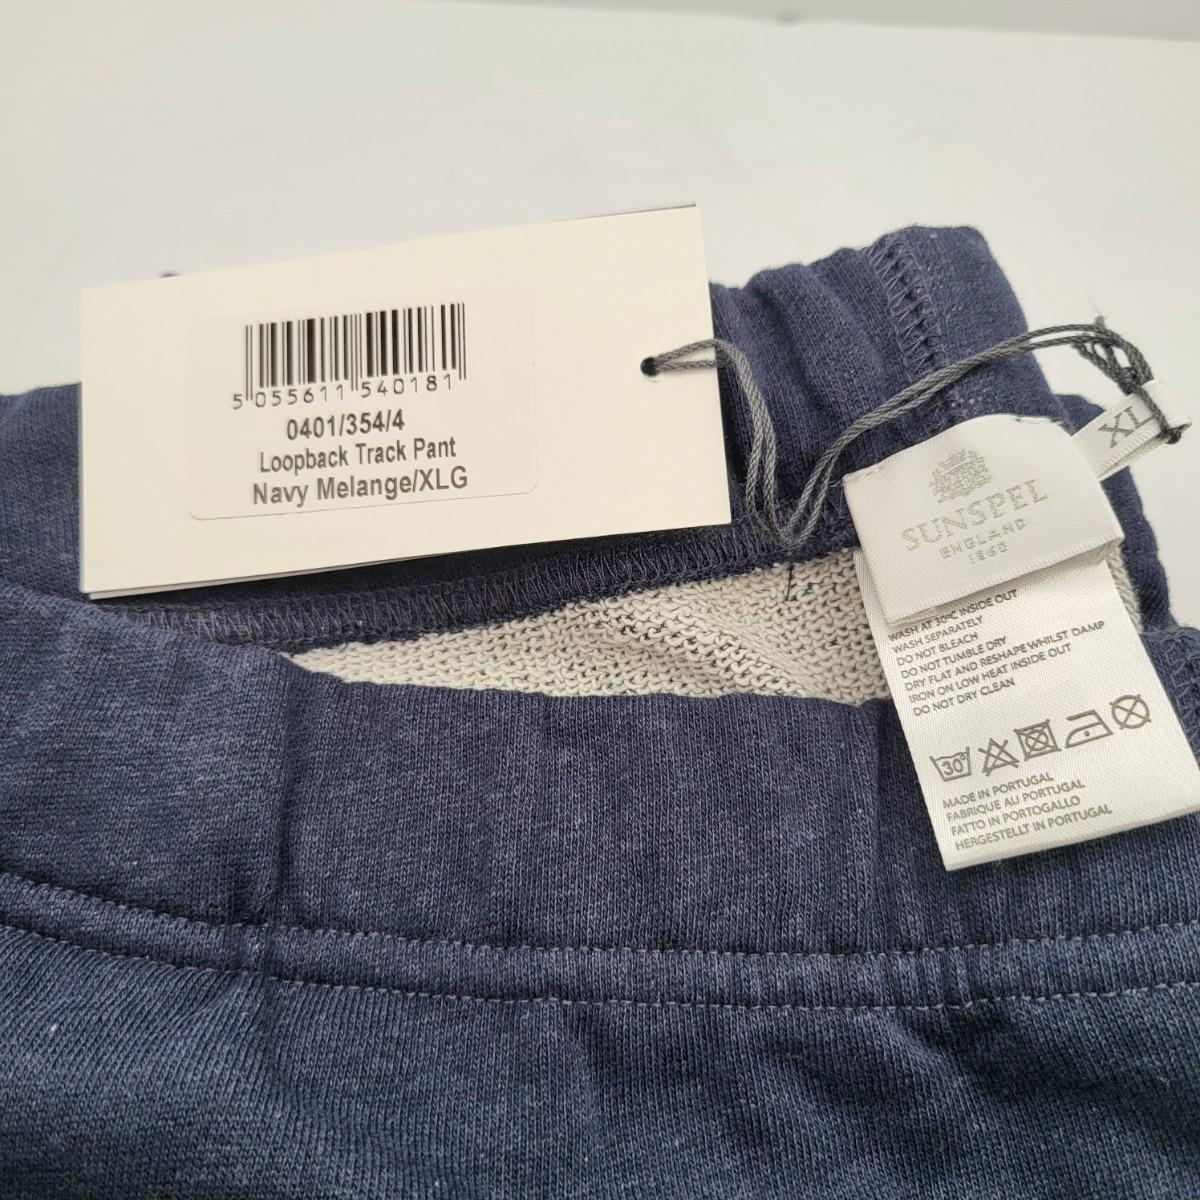 5 055611 540181
0401/354/4
Loopback Track Pant
Navy Melange/XLG
XL
SUNSPEL
ENGLAND
1860
WASH AT 30°C INSIDE OUT
WASH SEPARATELY
DO NOT BLEACH
DO NOT TUMBLE DRY
DRY FLAT AND RESHAPE WHILST DAMP
IRON ON LOW HEAT INSIDE OUT
DO NOT DRY CLEAN
30°
MADE IN PORTUGAL
FABRIQUE AU PORTUGAL
FATTO IN PORTOGALLO
HERGESTELLT IN PORTUGAL